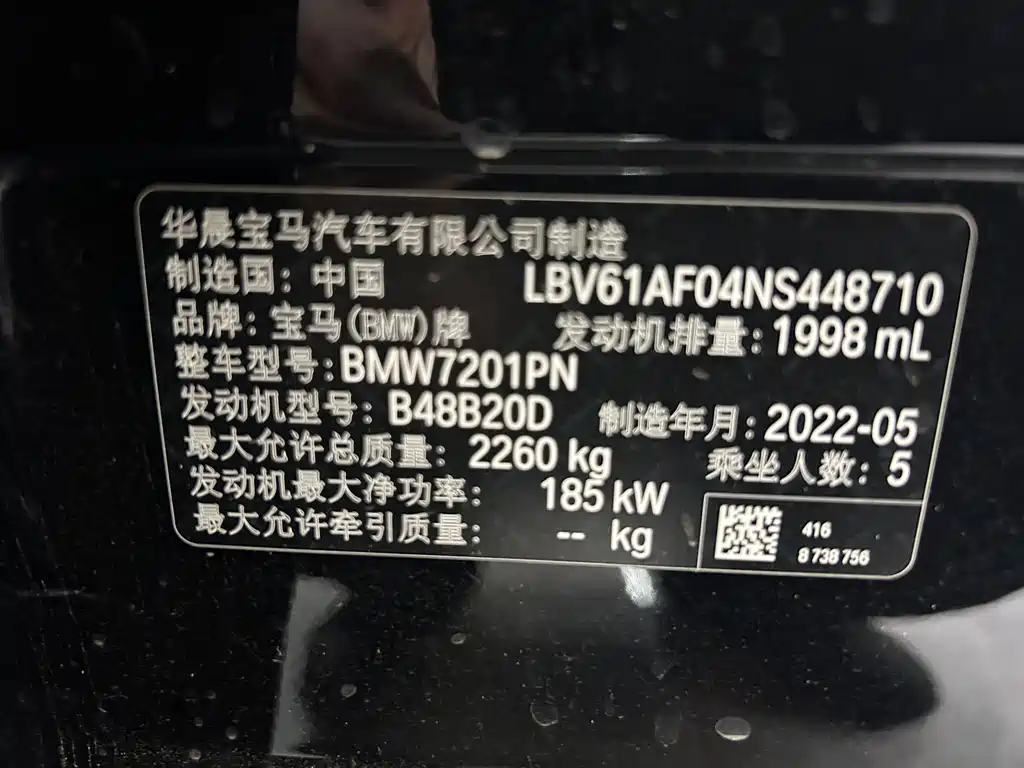 华晨宝马汽车有限公司制造
制造国：中国 LBV61AF04NS448710
品牌：宝马(BMW)牌 发动机排量：1998 mL
整车型号：BMW7201PN
发动机型号：B48B20D 制造年月：2022-05
最大允许总质量：2260 kg 乘坐人数：5
发动机最大净功率：185 kW
最大允许牵引质量：-- kg
416
8 738 756